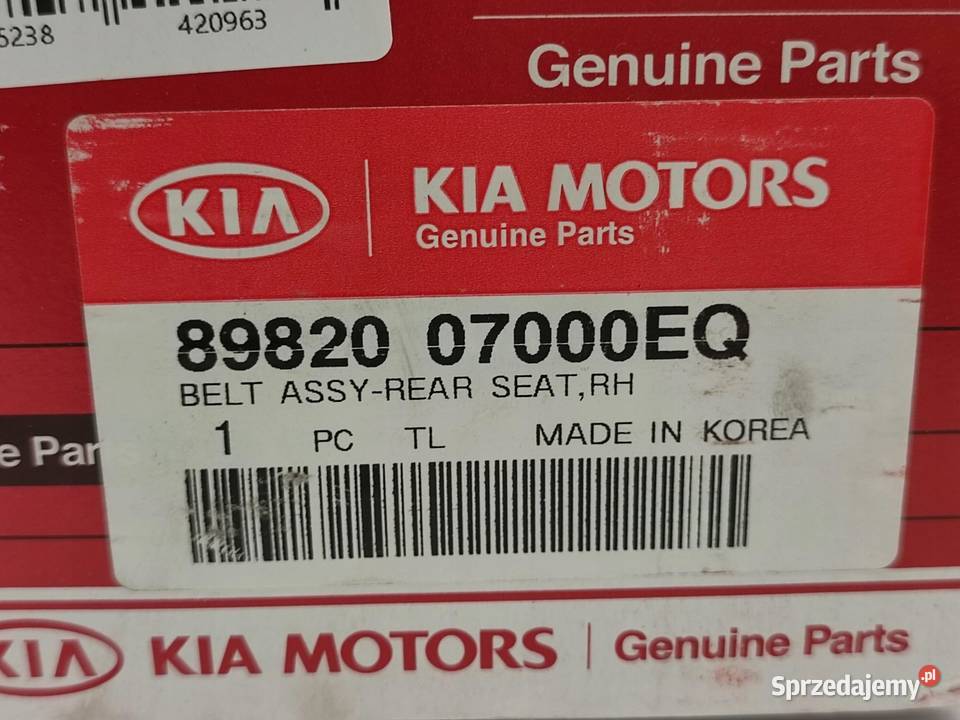 5238
420963
Genuine Parts
KIA
KIA MOTORS
Genuine Parts
89820 07000EQ
BELT ASSY-REAR SEAT,RH
1 PC TL MADE IN KOREA
e Par
KIA KIA MOTORS Genuine Parts
Sprzedajemy.pl